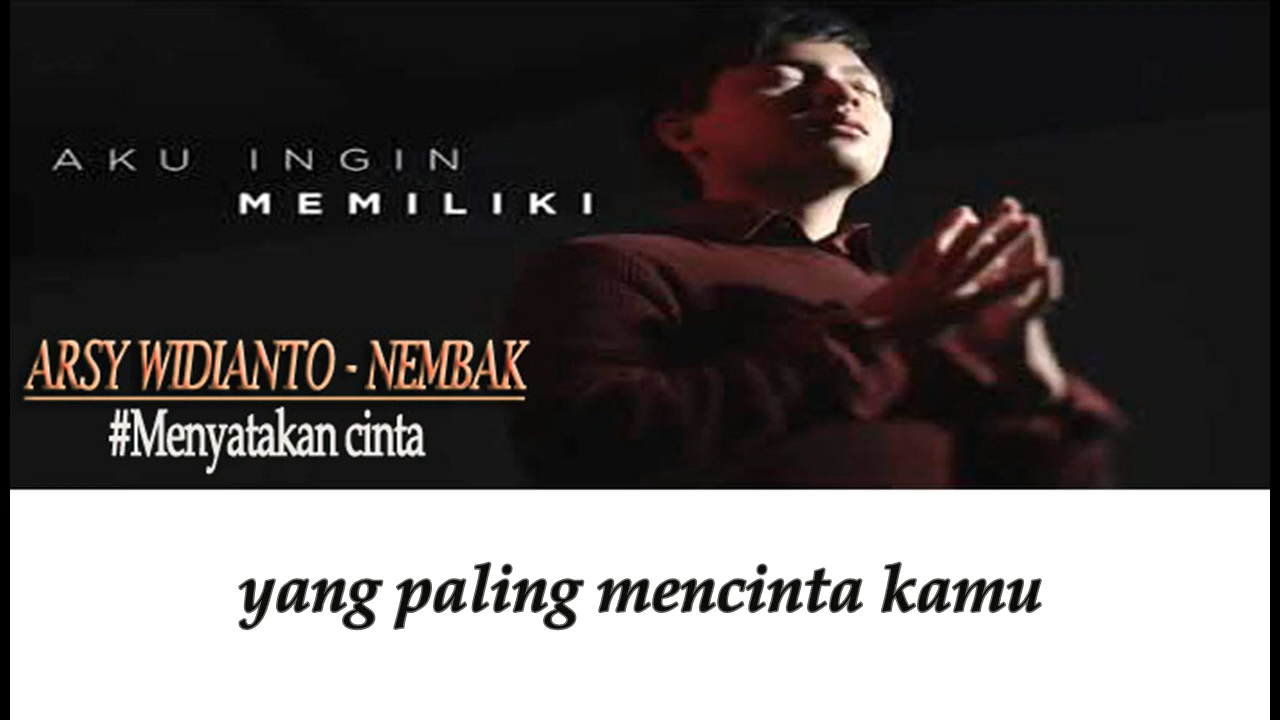 AKU INGIN
MEMILIKI
ARSY WIDIANTO - NEMBAK
#Menyatakan cinta
yang paling mencinta kamu